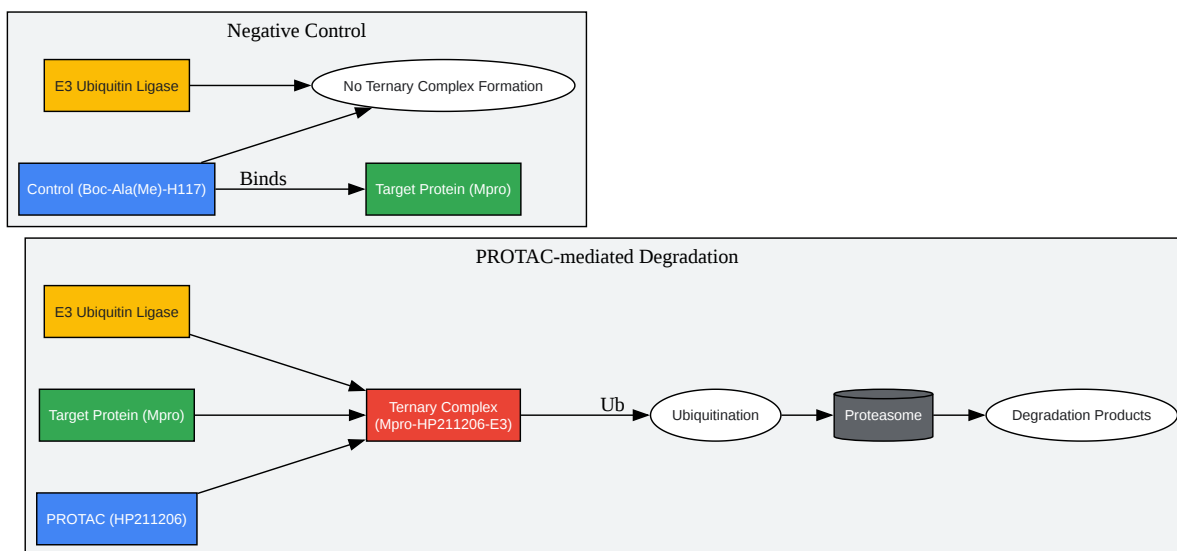 Negative Control
E3 Ubiquitin Ligase
No Ternary Complex Formation
Control (Boc-Ala(Me)-H117)
Binds
Target Protein (Mpro)
PROTAC-mediated Degradation
E3 Ubiquitin Ligase
Target Protein (Mpro)
Ternary Complex
(Mpro-HP211206-E3)
Ub
Ubiquitination
Proteasome
Degradation Products
PROTAC (HP211206)